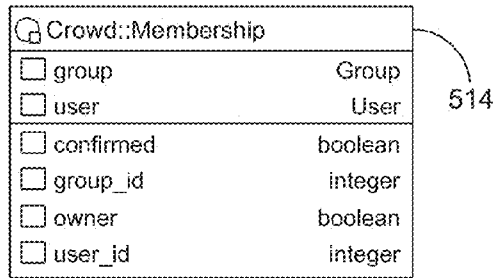 Crowd::Membership
group Group
user User
514
confirmed boolean
group_id integer
owner boolean
user_id integer